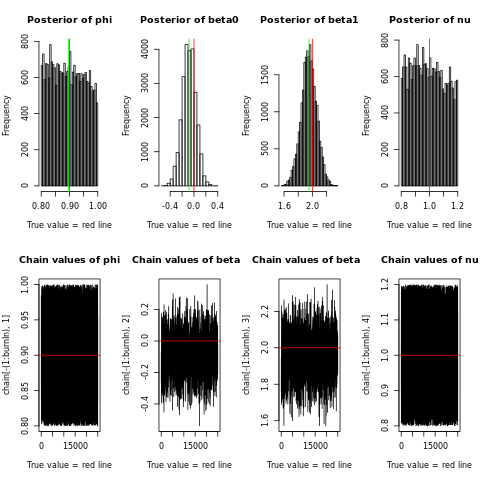 Posterior of phi
Posterior of beta0
Posterior of beta1
Posterior of nu
Frequency
0 200 400 600 800
0.80 0.90 1.00
True value = red line
Frequency
0 1000 2000 3000 4000
-0.4 0.0 0.4
True value = red line
Frequency
0 500 1000 1500
1.6 2.0
True value = red line
Frequency
0 200 400 600 800
0.8 1.0 1.2
True value = red line
Chain values of phi
Chain values of beta
Chain values of beta
Chain values of nu
chain[-(1:burnIn), 1]
0.80 0.85 0.90 0.95 1.00
0 15000
True value = red line
chain[-(1:burnIn), 2]
-0.4 -0.2 0.0 0.2
0 15000
True value = red line
chain[-(1:burnIn), 3]
1.6 1.8 2.0 2.2
0 15000
True value = red line
chain[-(1:burnIn), 4]
0.8 0.9 1.0 1.1 1.2
0 15000
True value = red line